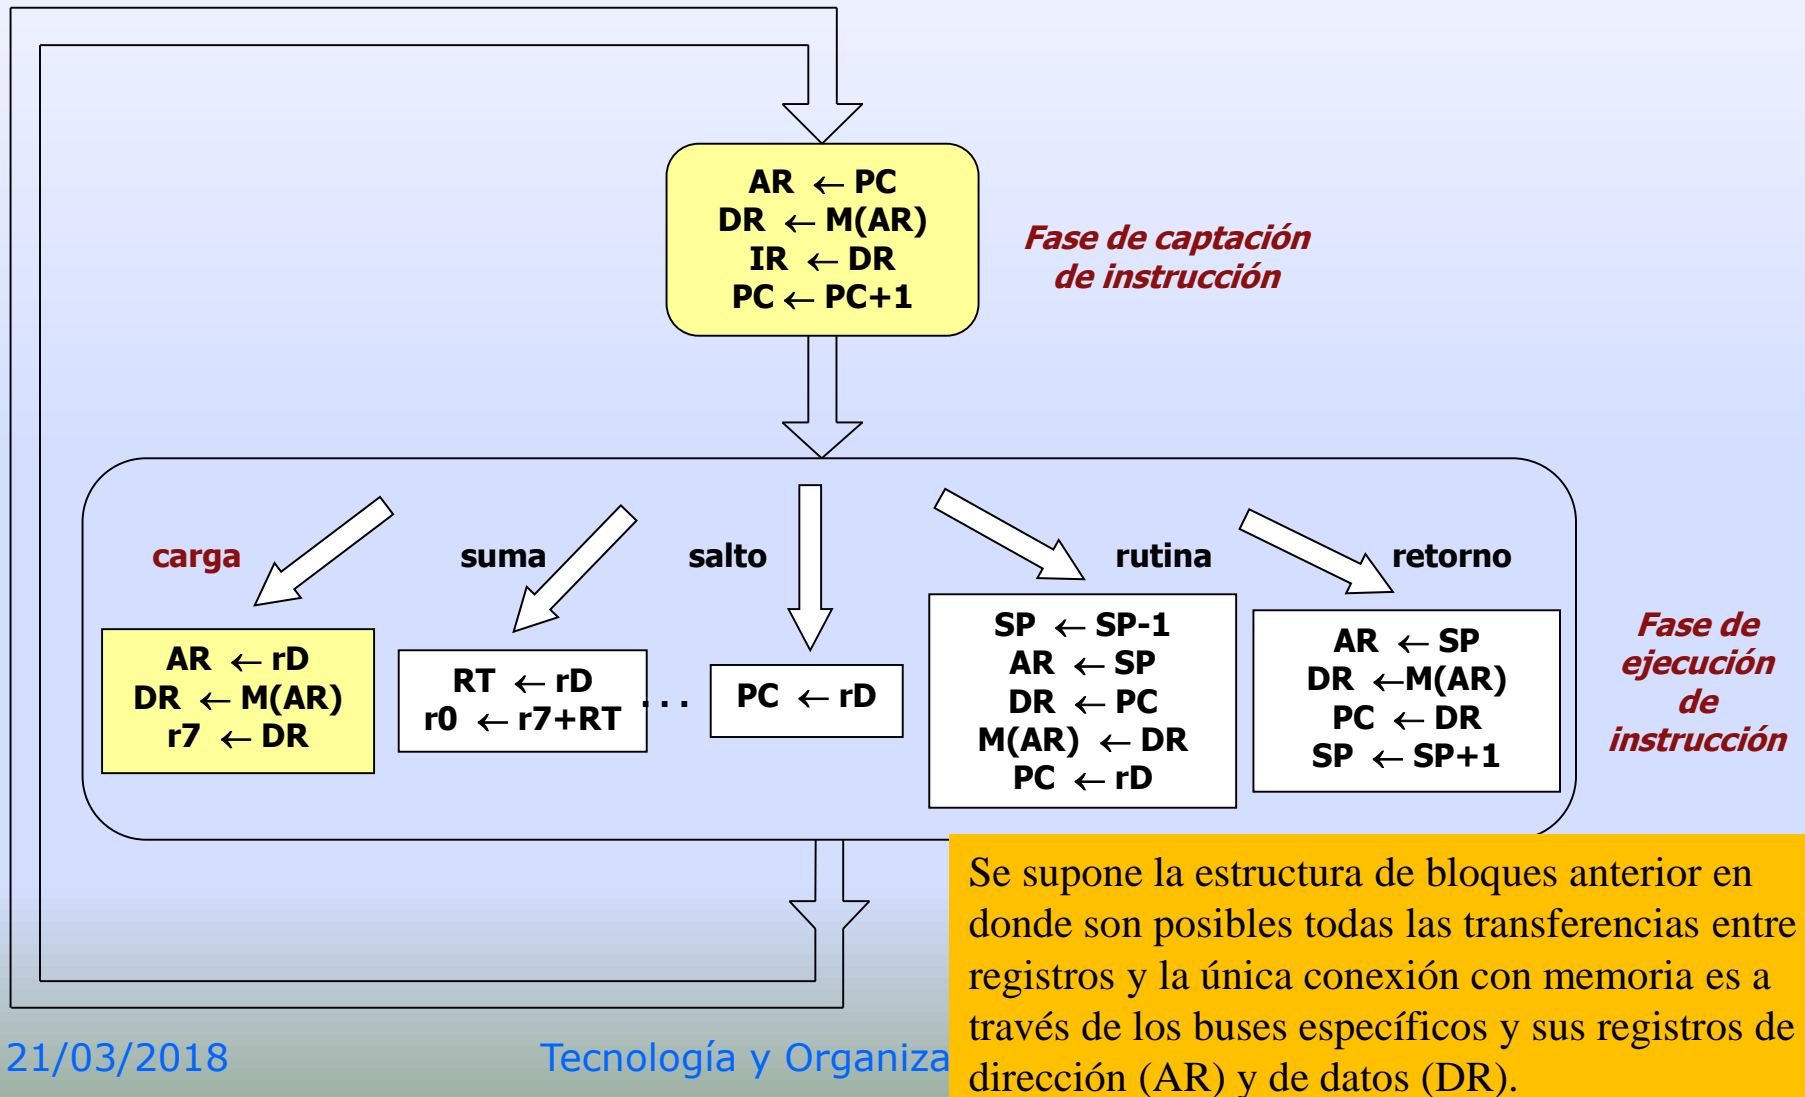 AR ← PC
DR ← M(AR)
IR ← DR
PC ← PC+1
Fase de captación
de instrucción
carga
suma
salto
rutina
retorno
AR ← rD
DR ← M(AR)
r7 ← DR
RT ← rD
r0 ← r7+RT
...
PC ← rD
SP ← SP-1
AR ← SP
DR ← PC
M(AR) ← DR
PC ← rD
AR ← SP
DR ←M(AR)
PC ← DR
SP ← SP+1
Fase de
ejecución
de
instrucción
Se supone la estructura de bloques anterior en
donde son posibles todas las transferencias entre
registros y la única conexión con memoria es a
través de los buses específicos y sus registros de
dirección (AR) y de datos (DR).
21/03/2018
Tecnología y Organiza